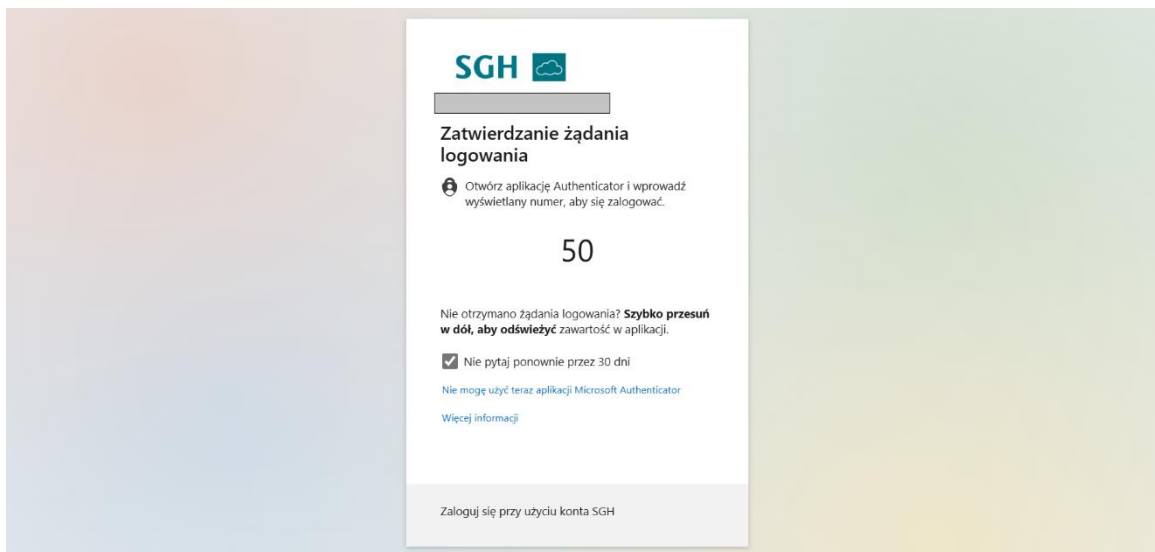 SGH
Zatwierdzanie żądania
logowania
Otwórz aplikację Authenticator i wprowadź
wyświetlany numer, aby się zalogować.
50
Nie otrzymano żądania logowania? Szybko przesuń
w dół, aby odświeżyć zawartość w aplikacji.
Nie pytaj ponownie przez 30 dni
Nie mogę użyć teraz aplikacji Microsoft Authenticator
Więcej informacji
Zaloguj się przy użyciu konta SGH